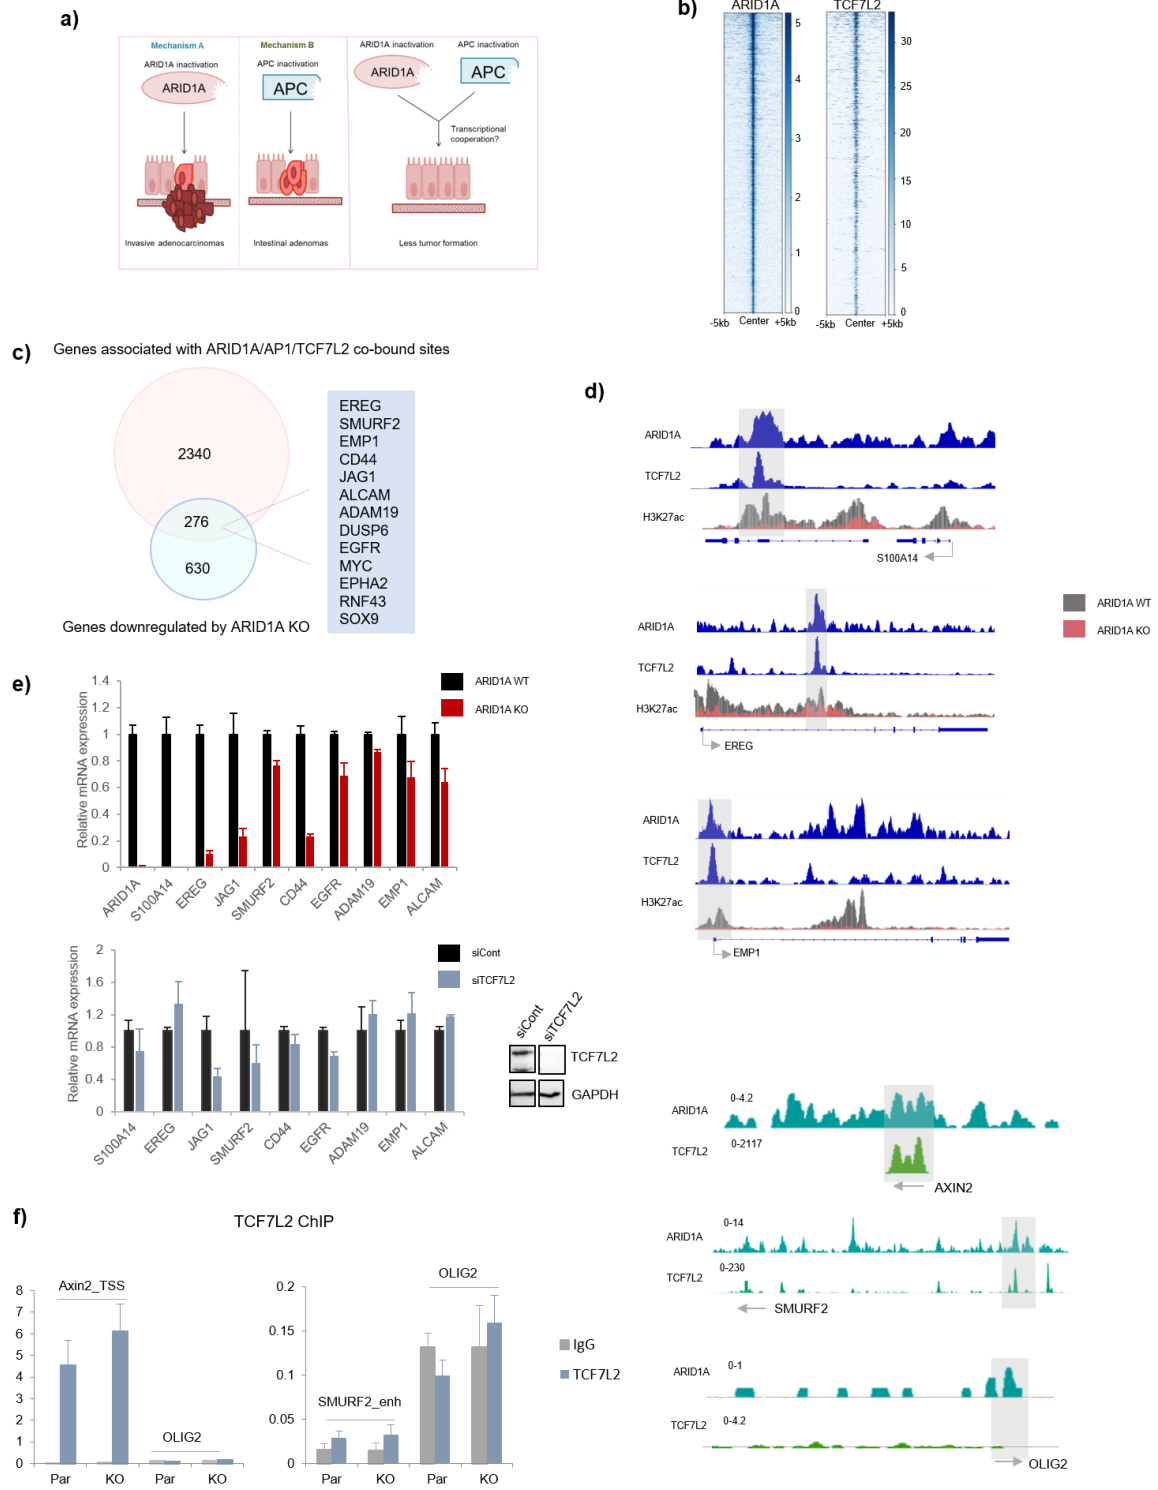 a)
Mechanism A
ARID1A inactivation
ARID1A
Invasive adenocarcinomas
Mechanism B
APC inactivation
APC
Intestinal adenomas
ARID1A inactivation
APC inactivation
ARID1A
APC
Transcriptional
cooperation?
Less tumor formation
b)
ARID1A
TCF7L2
5
4
3
2
1
0
30
25
20
15
10
5
0
-5kb Center +5kb
-5kb Center +5kb
c)
Genes associated with ARID1A/AP1/TCF7L2 co-bound sites
2340
276
630
Genes downregulated by ARID1A KO
EREG
SMURF2
EMP1
CD44
JAG1
ALCAM
ADAM19
DUSP6
EGFR
MYC
EPHA2
RNF43
SOX9
d)
ARID1A
TCF7L2
H3K27ac
S100A14
ARID1A
TCF7L2
H3K27ac
EREG
ARID1A WT
ARID1A KO
ARID1A
TCF7L2
H3K27ac
EMP1
ARID1A
0-4.2
TCF7L2
0-2117
AXIN2
ARID1A
0-14
TCF7L2
0-230
SMURF2
ARID1A
0-1
TCF7L2
0-4.2
OLIG2
e)
Relative mRNA expression
1.4
1.2
1
0.8
0.6
0.4
0.2
0
ARID1A WT
ARID1A KO
ARID1A
S100A14
EREG
JAG1
SMURF2
CD44
EGFR
ADAM19
EMP1
ALCAM
Relative mRNA expression
2
1.6
1.2
0.8
0.4
0
siCont
siTCF7L2
S100A14
EREG
JAG1
SMURF2
CD44
EGFR
ADAM19
EMP1
ALCAM
siCont
siTCF7L2
TCF7L2
GAPDH
f)
TCF7L2 ChIP
8
7
6
5
4
3
2
1
0
Axin2_TSS
OLIG2
Par KO Par KO
0.2
0.15
0.1
0.05
0
SMURF2_enh
OLIG2
Par KO Par KO
IgG
TCF7L2